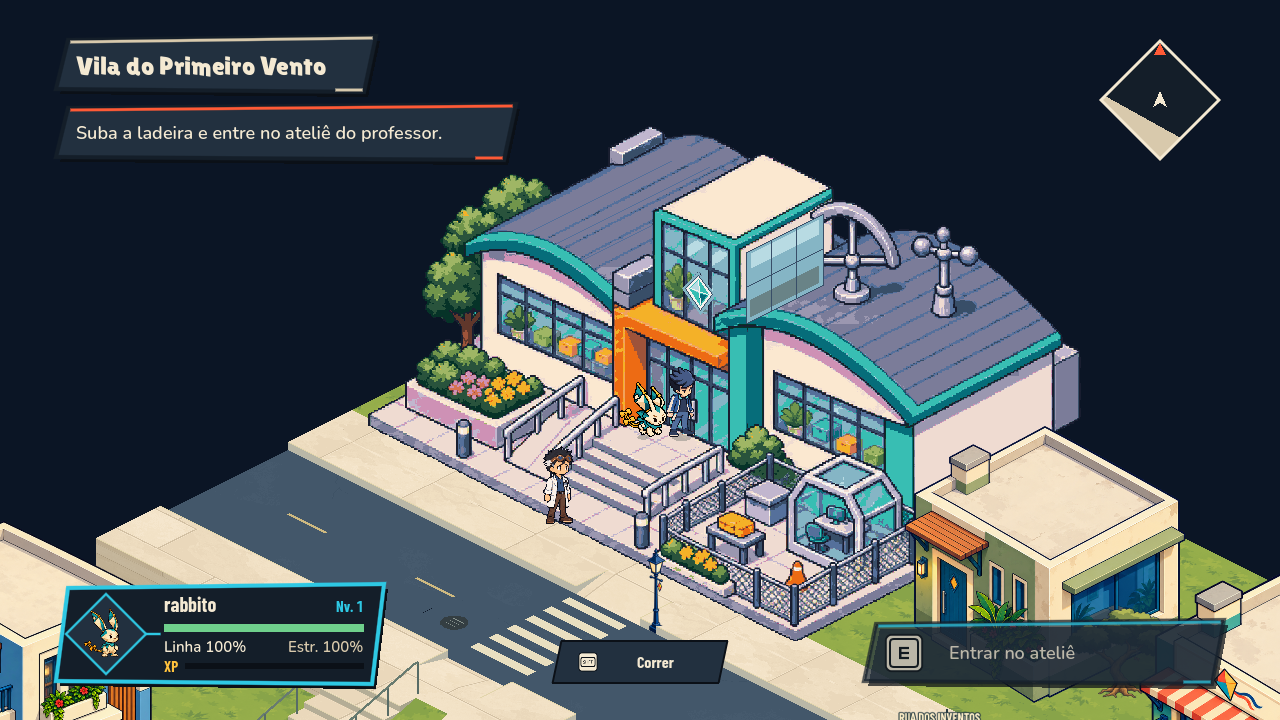 Vila do Primeiro Vento
Suba a ladeira e entre no ateliê do professor.
rabbito
Nv. 1
Linha 100%
Estr. 100%
XP
Correr
E
Entrar no ateliê
RUA DOS INVENTOS